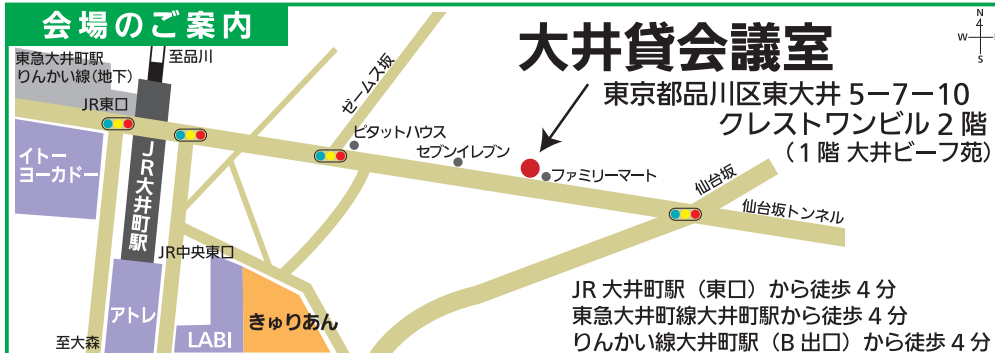 会場のご案内
大井貸会議室
東京都品川区東大井 5−7−10
クレストワンビル 2 階
（1 階 大井ビーフ苑）
N
W
E
S
東急大井町駅
りんかい線（地下）
至品川
JR東口
イトー
ヨーカドー
JR大井町駅
ゼームス坂
ピタットハウス
セブンイレブン
ファミリーマート
仙台坂
仙台坂トンネル
JR中央東口
アトレ
LABI
きゅりあん
至大森
JR 大井町駅（東口）から徒歩 4 分
東急大井町線大井町駅から徒歩 4 分
りんかい線大井町駅（B 出口）から徒歩 4 分